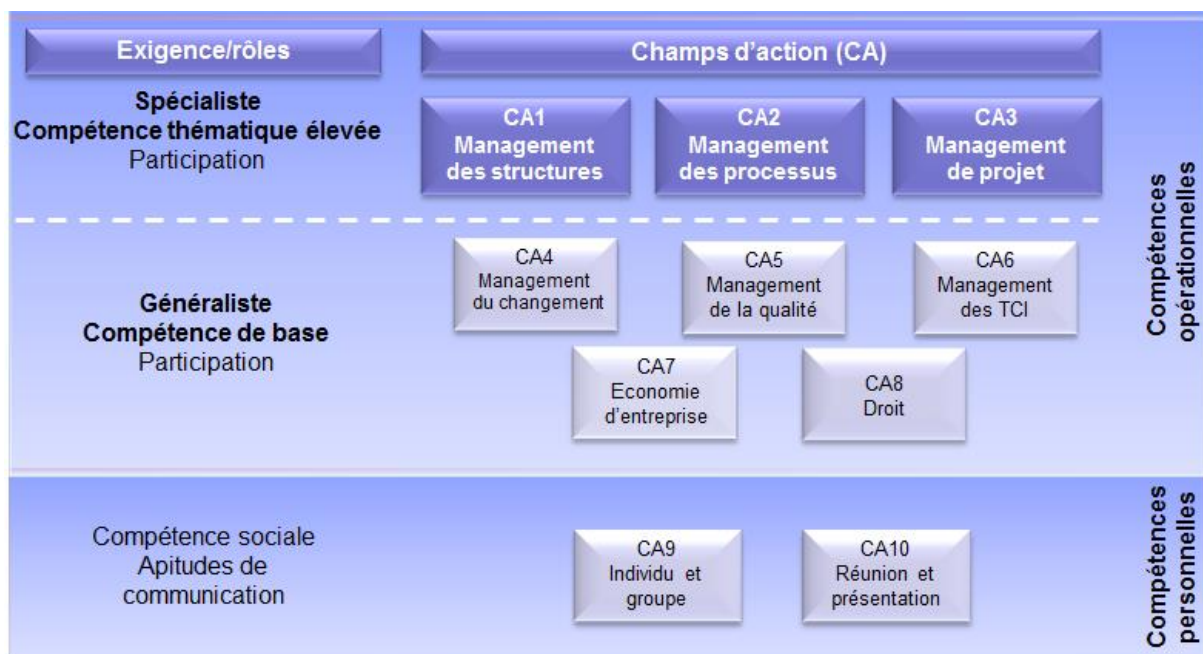 Exigence/rôles
Champs d'action (CA)
Spécialiste
Compétence thématique élevée
Participation
CA1
Management
des structures
CA2
Management
des processus
CA3
Management
de projet
Généraliste
Compétence de base
Participation
CA4
Management
du changement
CA5
Management
de la qualité
CA6
Management
des TCI
CA7
Economie
d'entreprise
CA8
Droit
Compétences
opérationnelles
Compétence sociale
Apitudes de
communication
CA9
Individu et
groupe
CA10
Réunion et
présentation
Compétences
personnelles